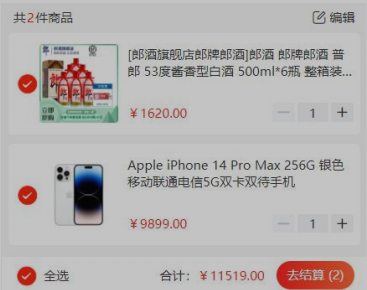 共2件商品
编辑
[郎酒旗舰店郎牌郎酒]郎酒 郎牌郎酒 普
郎 53度酱香型白酒 500ml*6瓶 整箱装...
¥1620.00
1
Apple iPhone 14 Pro Max 256G 银色
移动联通电信5G双卡双待手机
¥9899.00
1
全选
合计：¥11519.00
去结算 (2)